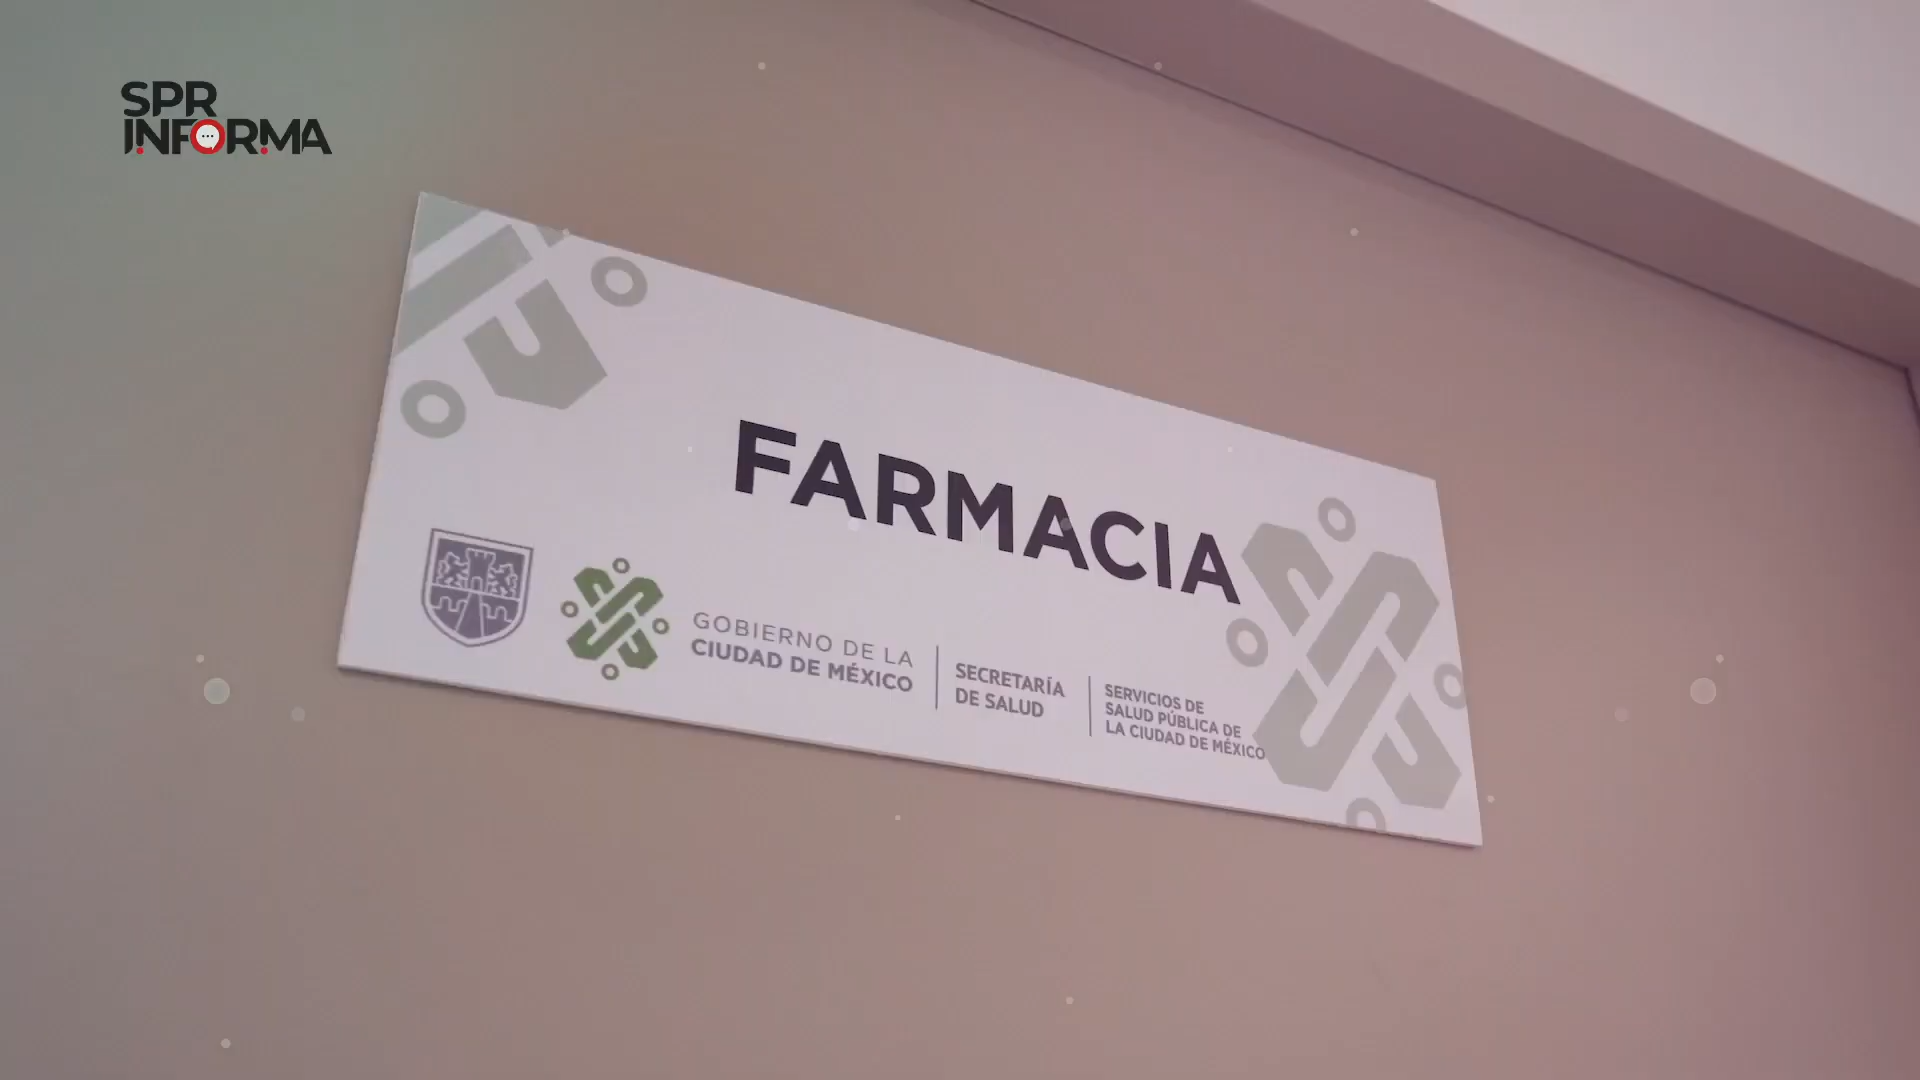 SPR
INFORMA
FARMACIA
GOBIERNO DE LA
CIUDAD DE MÉXICO
SECRETARÍA
DE SALUD
SERVICIOS DE
SALUD PÚBLICA DE
LA CIUDAD DE MÉXICO